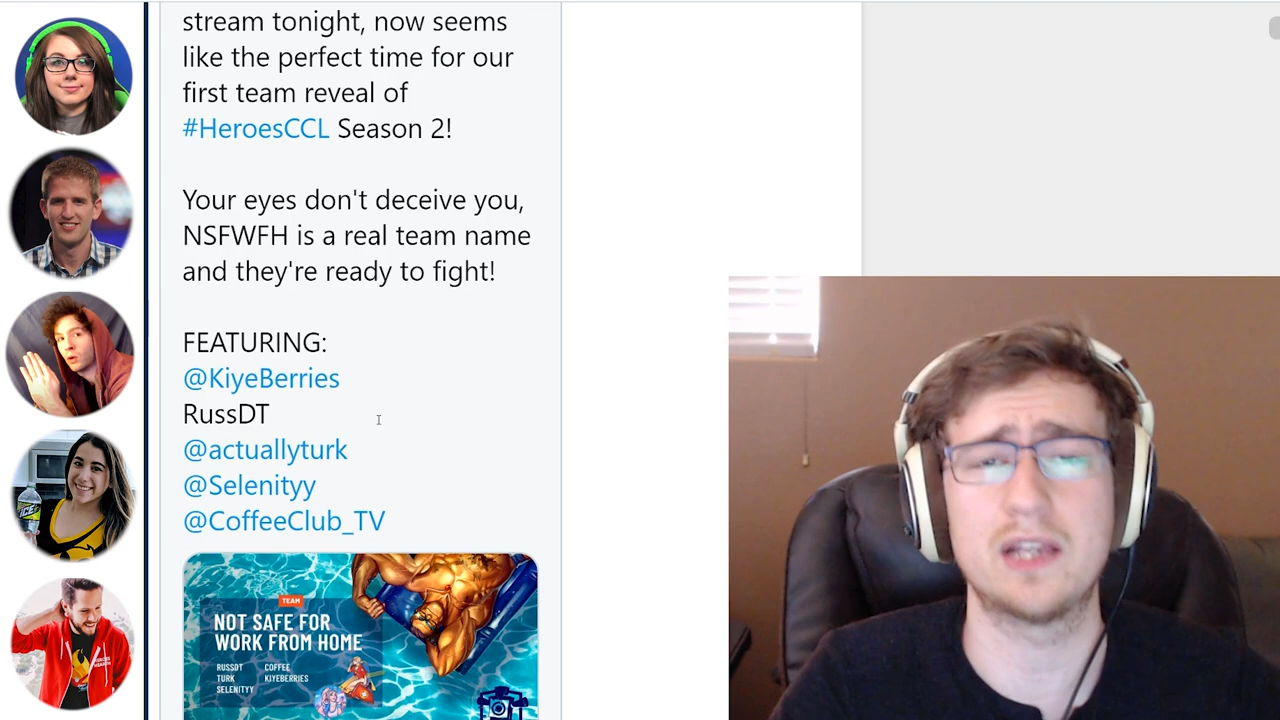 stream tonight, now seems
like the perfect time for our
first team reveal of
#HeroesCCL Season 2!
Your eyes don't deceive you,
NSFWFH is a real team name
and they're ready to fight!
FEATURING:
@KiyeBerries
RussDT
@actuallyturk
@Selenityy
@CoffeeClub_TV
TEAM
NOT SAFE FOR
WORK FROM HOME
RUSSDT COFFEE
TURK KIYEBERRIES
SELENITYY